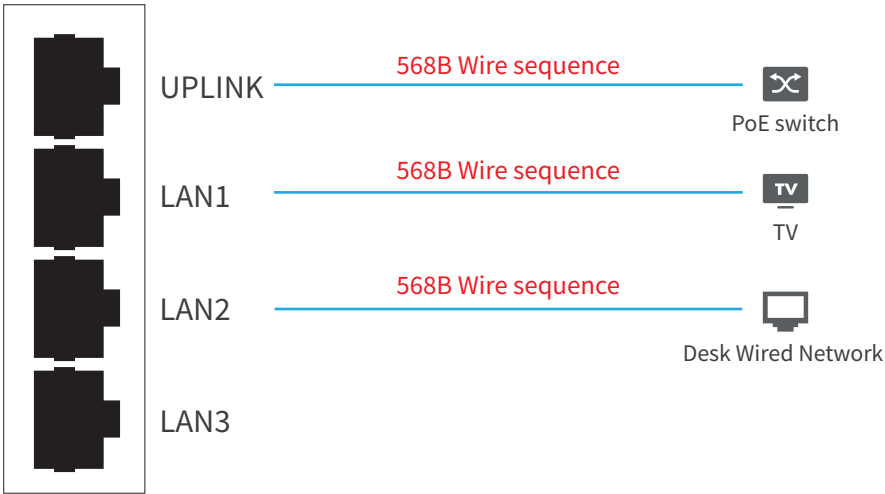 UPLINK
568B Wire sequence
PoE switch
LAN1
568B Wire sequence
TV
TV
LAN2
568B Wire sequence
Desk Wired Network
LAN3